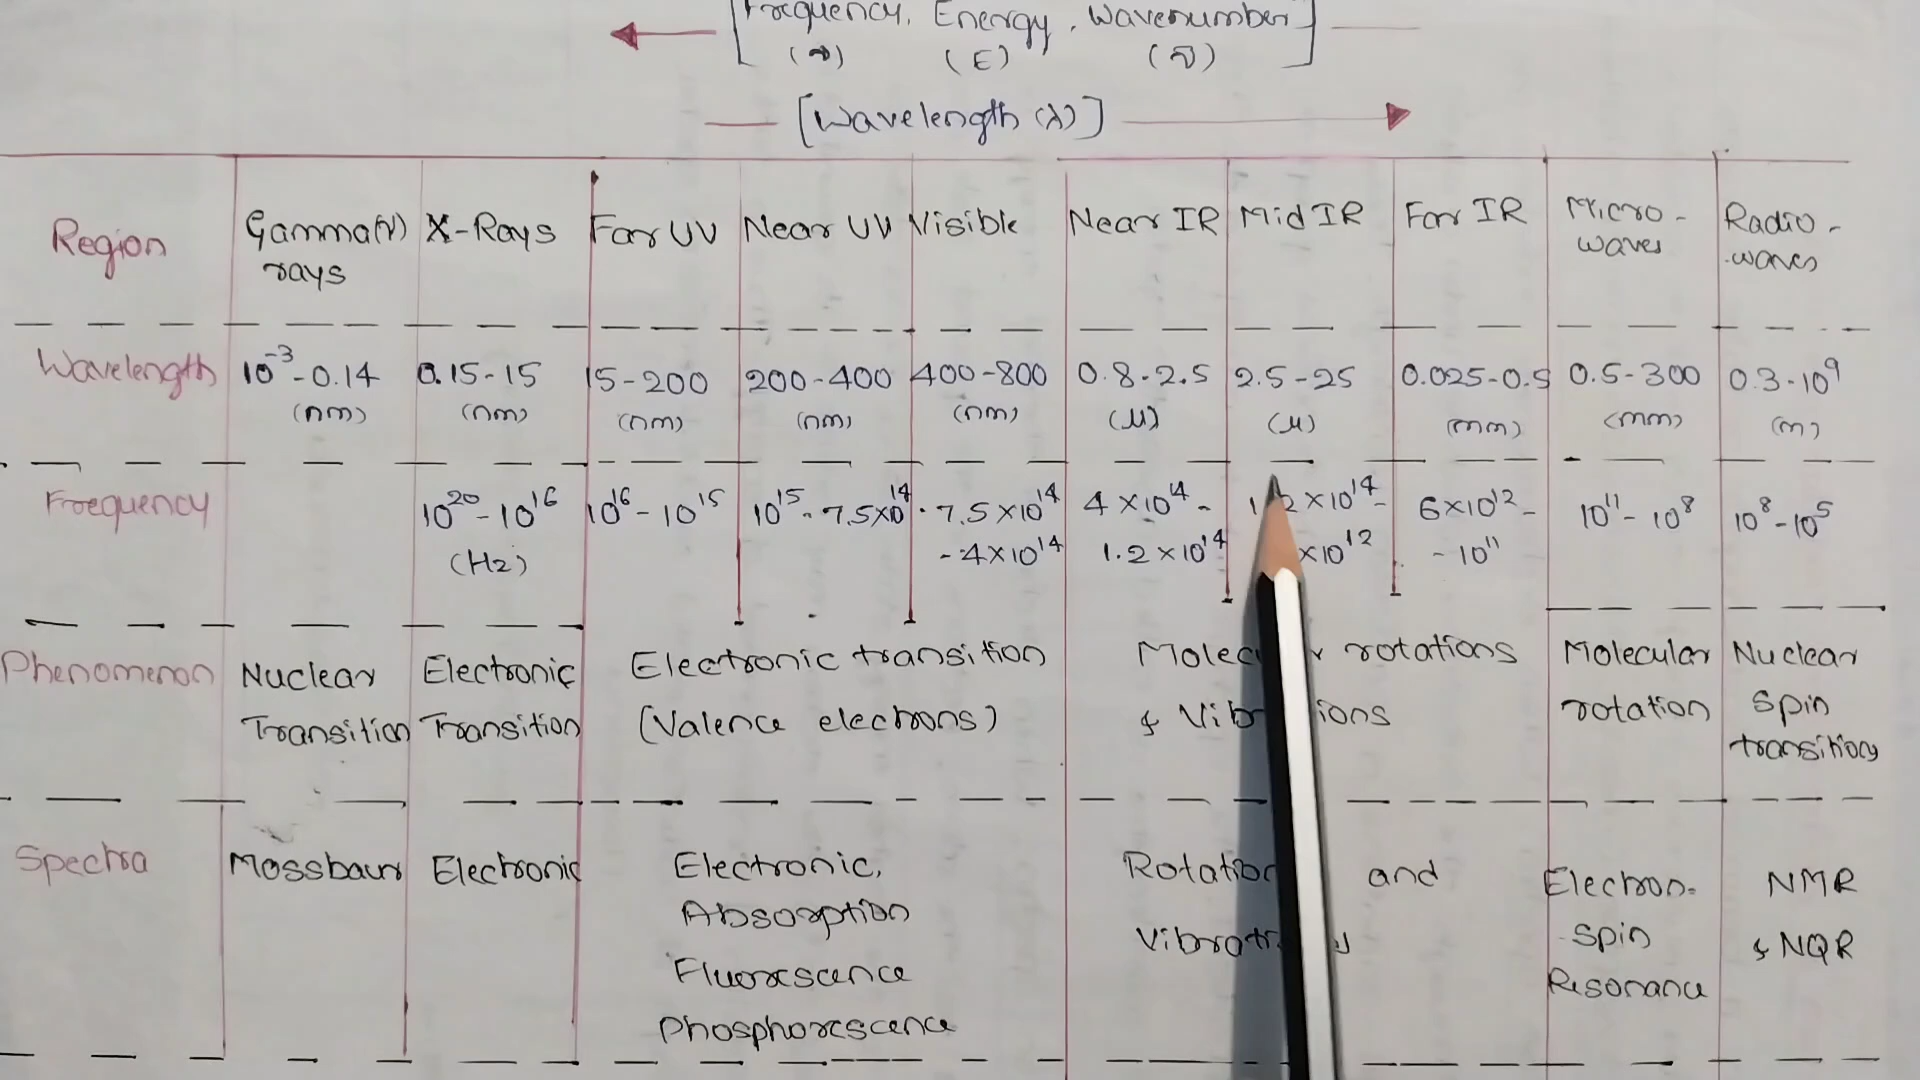 [Frequency, Energy, Wavenumber]
(ν) (E) (ν̅)
[Wavelength (λ)]
Region Gamma(γ) rays X-Rays Far UV Near UV Visible Near IR Mid IR Far IR Micro-waves Radio-waves
Wavelength 10⁻³-0.14 0.15-15 15-200 200-400 400-800 0.8-2.5 2.5-25 0.025-0.5 0.5-300 0.3-10⁹
(nm) (nm) (nm) (nm) (nm) (μ) (μ) (mm) (mm) (m)
Frequency 10²⁰-10¹⁶ 10¹⁶-10¹⁵ 10¹⁵-7.5×10¹⁴ 7.5×10¹⁴ 4×10¹⁴- ×10¹⁴- 6×10¹²- 10¹¹-10⁸ 10⁸-10⁵
(Hz) -4×10¹⁴ 1.2×10¹⁴ ×10¹² -10¹¹
Phenomenon Nuclear Electronic Electronic transition rotations Molecular Nuclear
Transition Transition (Valence electrons) & rotation Spin
transitions
Spectra Mossbaur Electronic Electronic, and Electron- NMR
Absorption Spin & NQR
Fluorescence Resonance
Phosphorescence